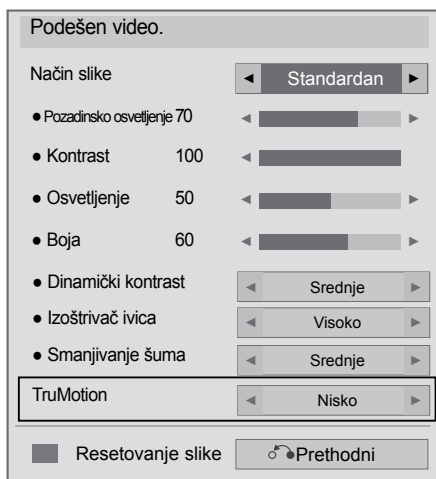 Podešen video.
Način slike ◄ Standardan ►
● Pozadinsko osvetljenje 70 ◄ ►
● Kontrast 100 ◄
● Osvetljenje 50 ◄ ►
● Boja 60 ◄ ►
● Dinamički kontrast ◄ Srednje ►
● Izoštrivač ivica ◄ Visoko ►
● Smanjivanje šuma ◄ Srednje ►
TruMotion ◄ Nisko ►
Resetovanje slike Prethodni